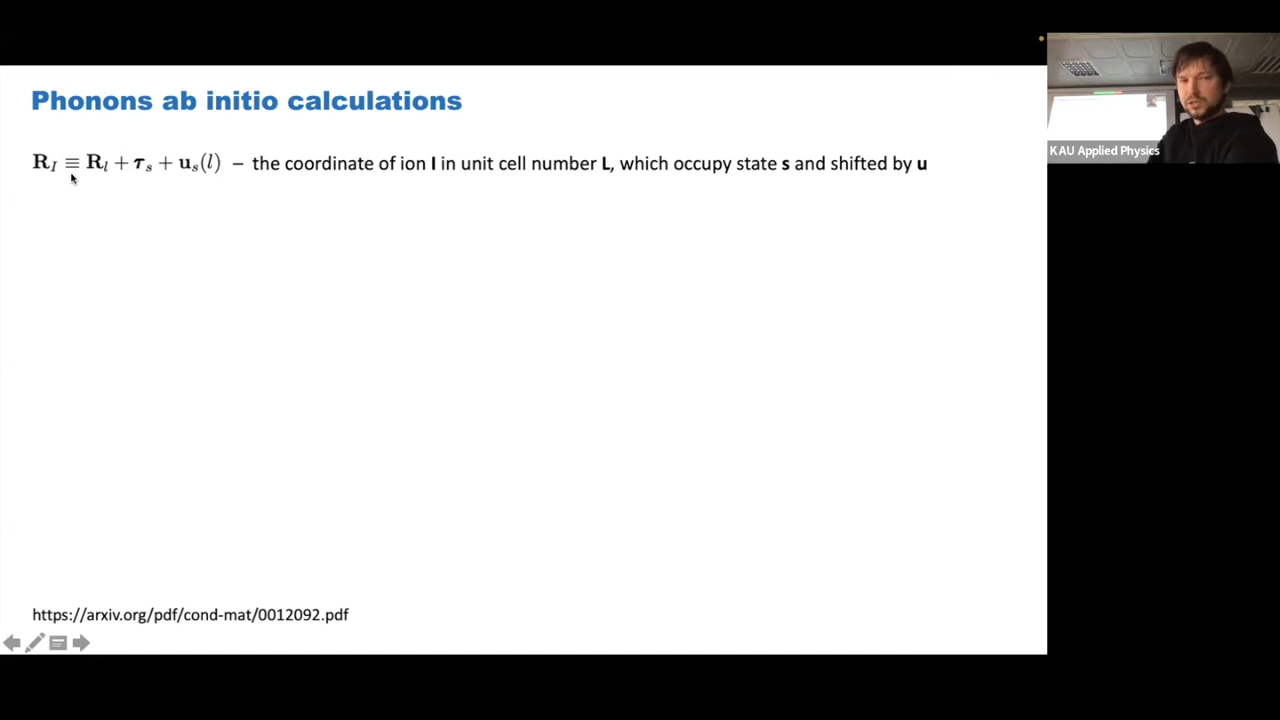 Phonons ab initio calculations
R_I ≡ R_l + τ_s + u_s(l) – the coordinate of ion I in unit cell number L, which occupy state s and shifted by u
https://arxiv.org/pdf/cond-mat/0012092.pdf
KAU Applied Physics